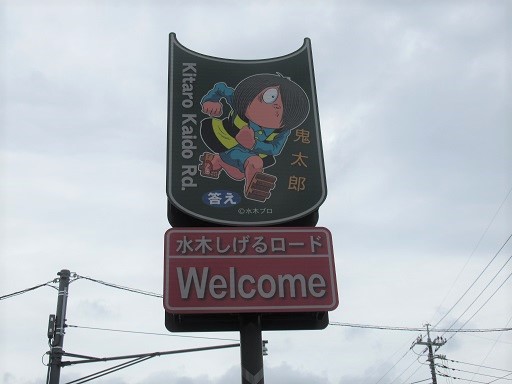 Kitaro Kaido Rd.
鬼太郎
答え
©水木プロ
水木しげるロード
Welcome